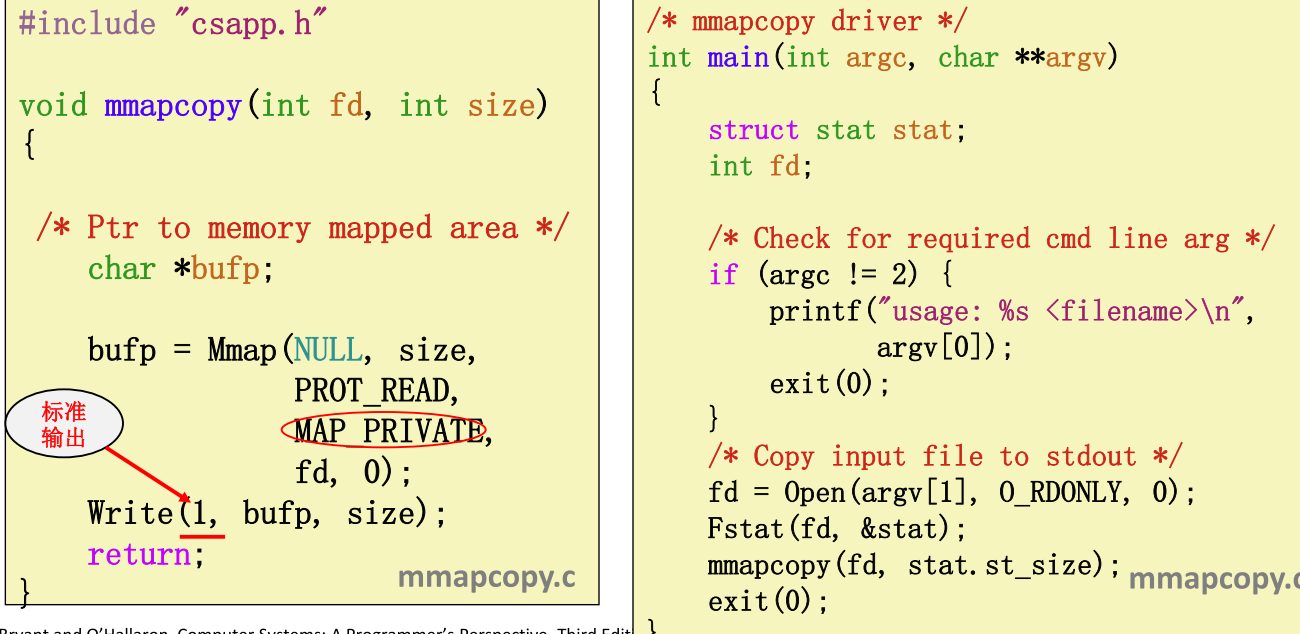 #include "csapp.h"
void mmapcopy(int fd, int size)
{
/* Ptr to memory mapped area */
char *bufp;
bufp = Mmap(NULL, size,
PROT_READ,
MAP_PRIVATE,
fd, 0);
标准
输出
Write(1, bufp, size);
return;
}
mmapcopy.c
/* mmapcopy driver */
int main(int argc, char **argv)
{
struct stat stat;
int fd;
/* Check for required cmd line arg */
if (argc != 2) {
printf("usage: %s <filename>\n",
argv[0]);
exit(0);
}
/* Copy input file to stdout */
fd = Open(argv[1], O_RDONLY, 0);
Fstat(fd, &stat);
mmapcopy(fd, stat.st_size);
exit(0);
}
mmapcopy.c
Bryant and O'Hallaron, Computer Systems: A Programmer's Perspective, Third Editi